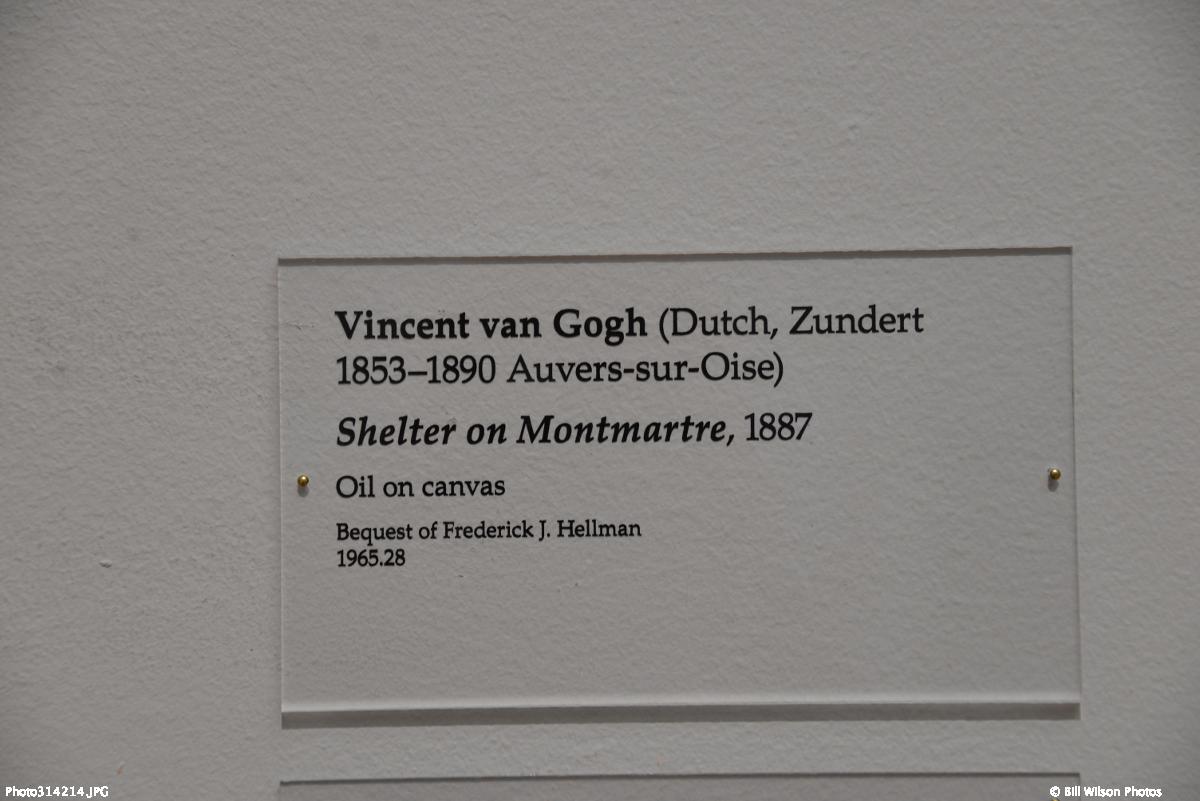 Vincent van Gogh (Dutch, Zundert
1853–1890 Auvers-sur-Oise)
Shelter on Montmartre, 1887
Oil on canvas
Bequest of Frederick J. Hellman
1965.28
Photo314214.JPG
© Bill Wilson Photos